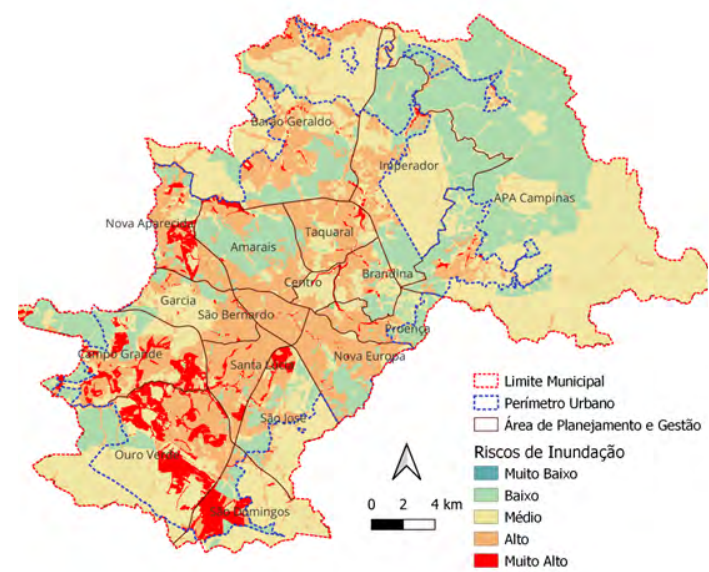 Barão Geraldo
Imperador
APA Campinas
Nova Aparecida
Taquaral
Amarais
Brandina
Centro
Garcia
São Bernardo
Proença
Nova Europa
Campo Grande
Santa Lúcia
São José
Ouro Verde
São Domingos
0 2 4 km
Limite Municipal
Perímetro Urbano
Área de Planejamento e Gestão
Riscos de Inundação
Muito Baixo
Baixo
Médio
Alto
Muito Alto